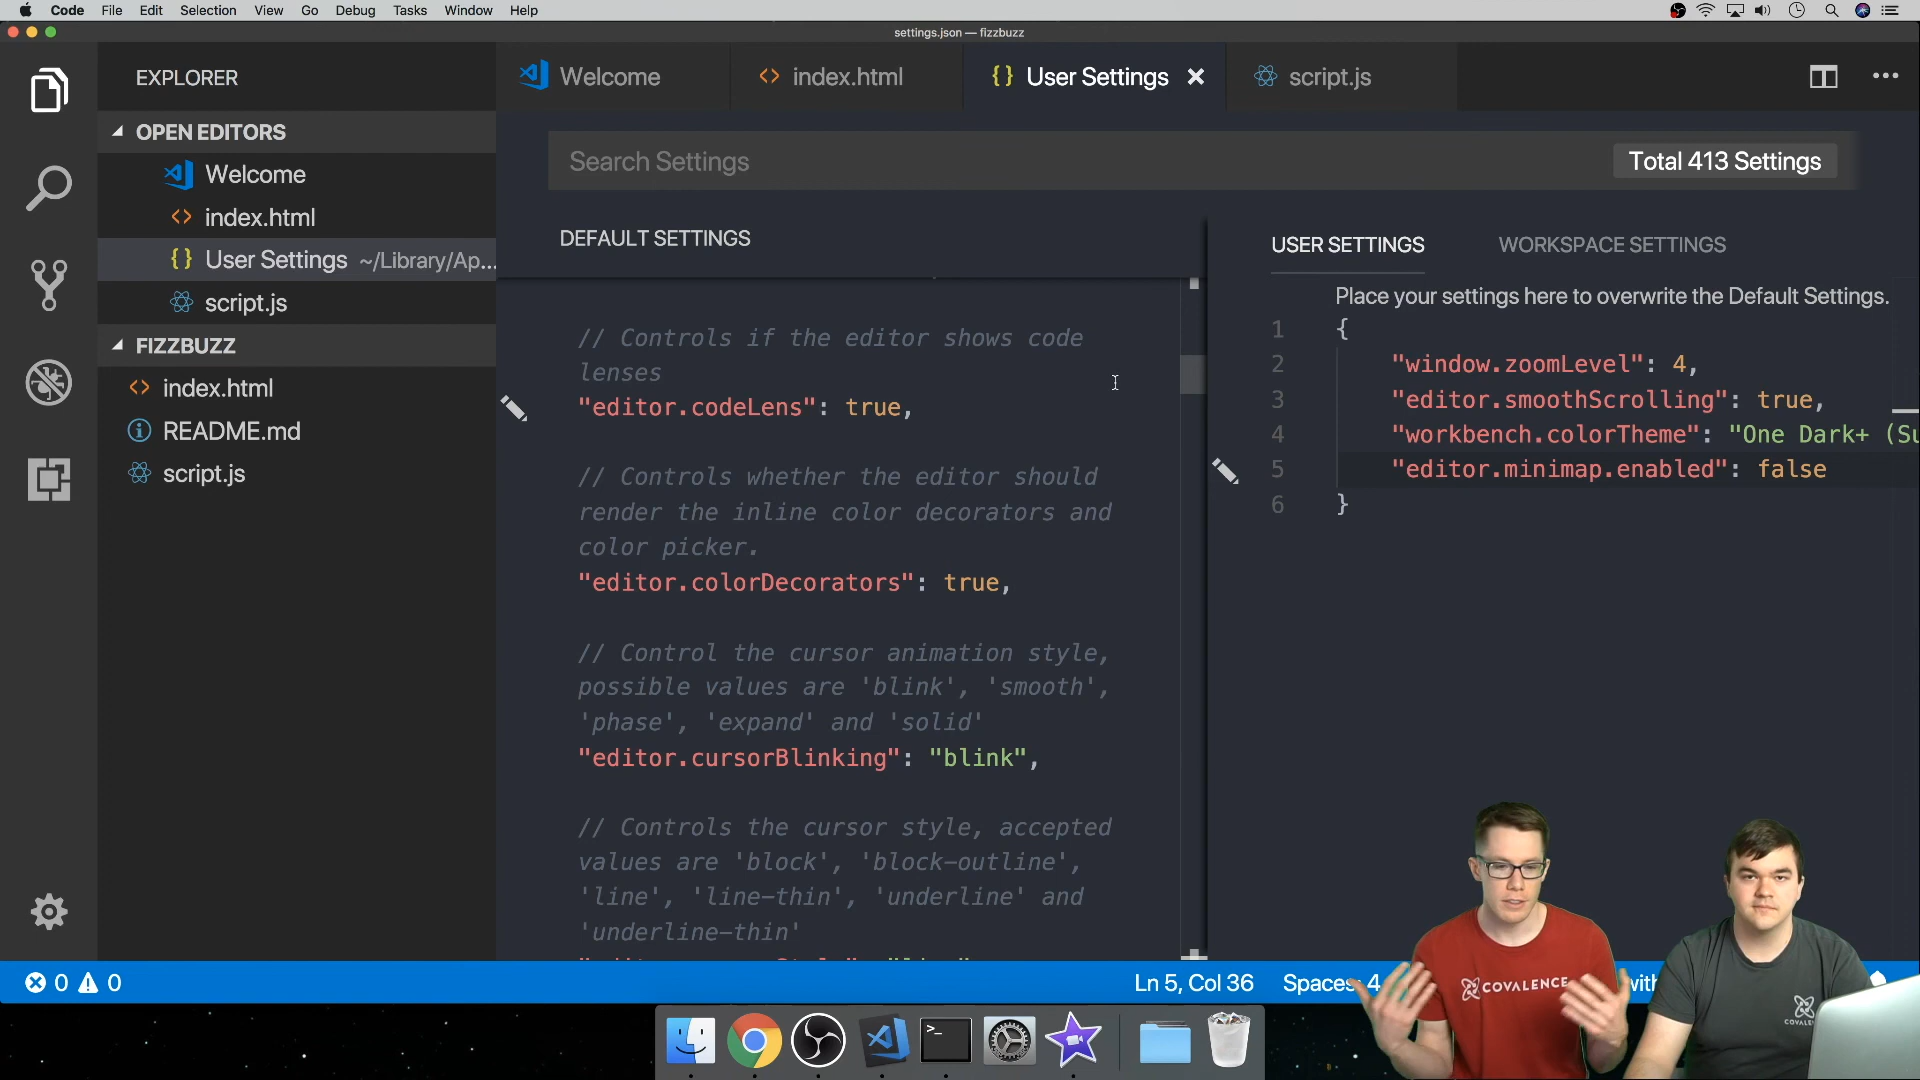 Code File Edit Selection View Go Debug Tasks Window Help
settings.json — fizzbuzz
EXPLORER
OPEN EDITORS
Welcome
index.html
User Settings ~/Library/Ap...
script.js
FIZZBUZZ
index.html
README.md
script.js
Welcome
index.html
User Settings
script.js
Search Settings
Total 413 Settings
DEFAULT SETTINGS
// Controls if the editor shows code
lenses
"editor.codeLens": true,
// Controls whether the editor should
render the inline color decorators and
color picker.
"editor.colorDecorators": true,
// Control the cursor animation style,
possible values are 'blink', 'smooth',
'phase', 'expand' and 'solid'
"editor.cursorBlinking": "blink",
// Controls the cursor style, accepted
values are 'block', 'block-outline',
'line', 'line-thin', 'underline' and
'underline-thin'
USER SETTINGS
WORKSPACE SETTINGS
Place your settings here to overwrite the Default Settings.
1 {
2 "window.zoomLevel": 4,
3 "editor.smoothScrolling": true,
4 "workbench.colorTheme": "One Dark+ (Su
5 "editor.minimap.enabled": false
6 }
0 0
Ln 5, Col 36
Spaces: 4
with
COVALENCE
COVAL